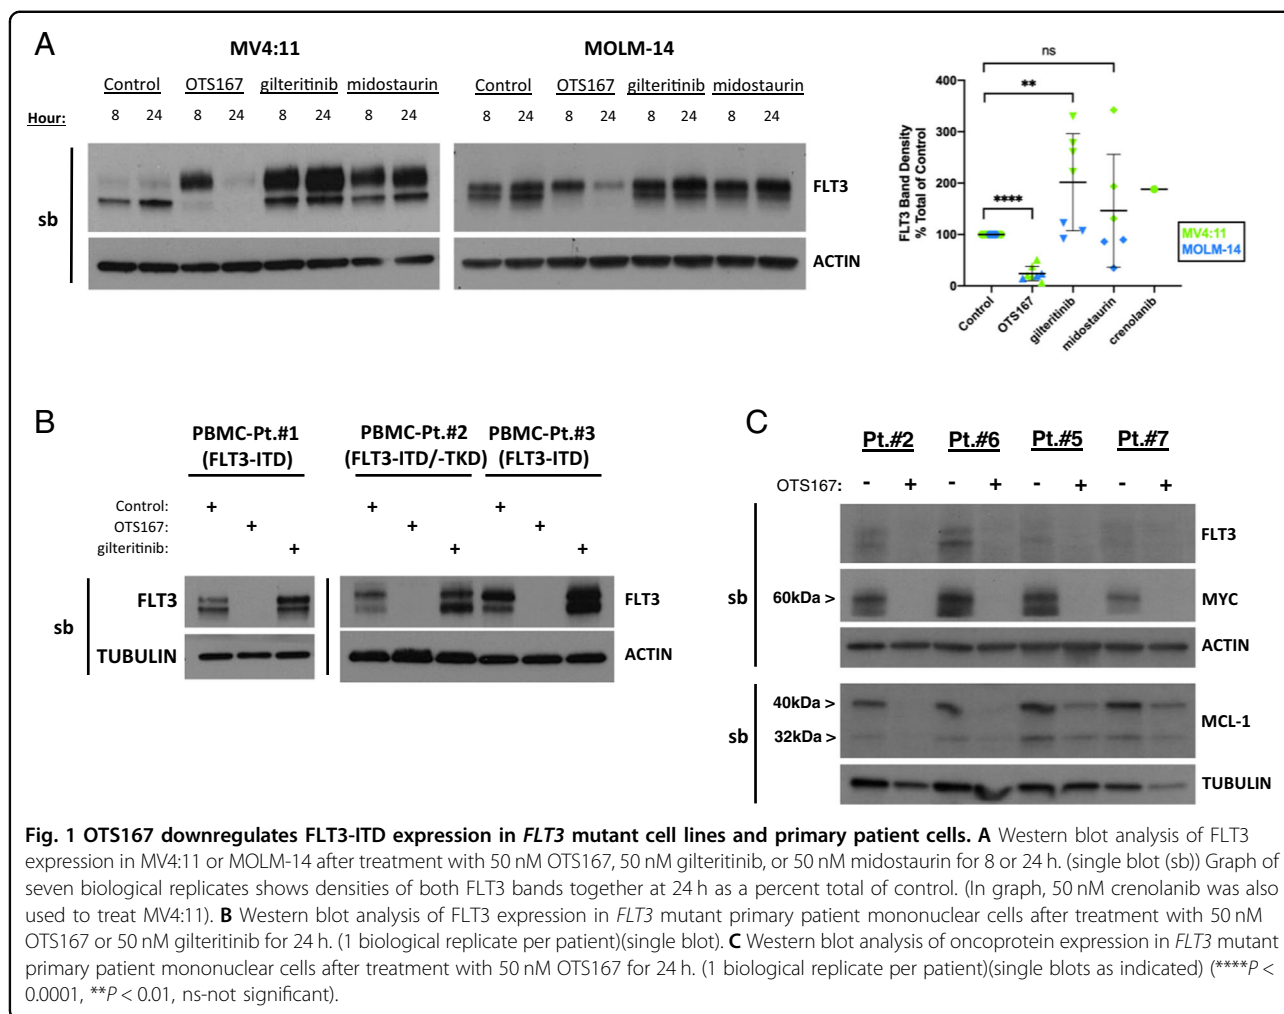 A
MV4:11
MOLM-14
Control OTS167 gilteritinib midostaurin
Control OTS167 gilteritinib midostaurin
Hour: 8 24 8 24 8 24 8 24
8 24 8 24 8 24 8 24
sb
FLT3
ACTIN
ns
**
****
FLT3 Band Density
% Total of Control
400
300
200
100
0
Control
OTS167
gilteritinib
midostaurin
crenolanib
MV4:11
MOLM-14
B
PBMC-Pt.#1
(FLT3-ITD)
PBMC-Pt.#2
(FLT3-ITD/-TKD)
PBMC-Pt.#3
(FLT3-ITD)
Control: + + +
OTS167: + + +
gilteritinib: + + +
sb
FLT3
TUBULIN
FLT3
ACTIN
C
Pt.#2 Pt.#6 Pt.#5 Pt.#7
OTS167: - + - + - + - +
FLT3
sb
60kDa >
MYC
ACTIN
40kDa >
sb
32kDa >
MCL-1
TUBULIN
Fig. 1 OTS167 downregulates FLT3-ITD expression in FLT3 mutant cell lines and primary patient cells. A Western blot analysis of FLT3
expression in MV4:11 or MOLM-14 after treatment with 50 nM OTS167, 50 nM gilteritinib, or 50 nM midostaurin for 8 or 24 h. (single blot (sb)) Graph of
seven biological replicates shows densities of both FLT3 bands together at 24 h as a percent total of control. (In graph, 50 nM crenolanib was also
used to treat MV4:11). B Western blot analysis of FLT3 expression in FLT3 mutant primary patient mononuclear cells after treatment with 50 nM
OTS167 or 50 nM gilteritinib for 24 h. (1 biological replicate per patient)(single blot). C Western blot analysis of oncoprotein expression in FLT3 mutant
primary patient mononuclear cells after treatment with 50 nM OTS167 for 24 h. (1 biological replicate per patient)(single blots as indicated) (****P <
0.0001, **P < 0.01, ns-not significant).